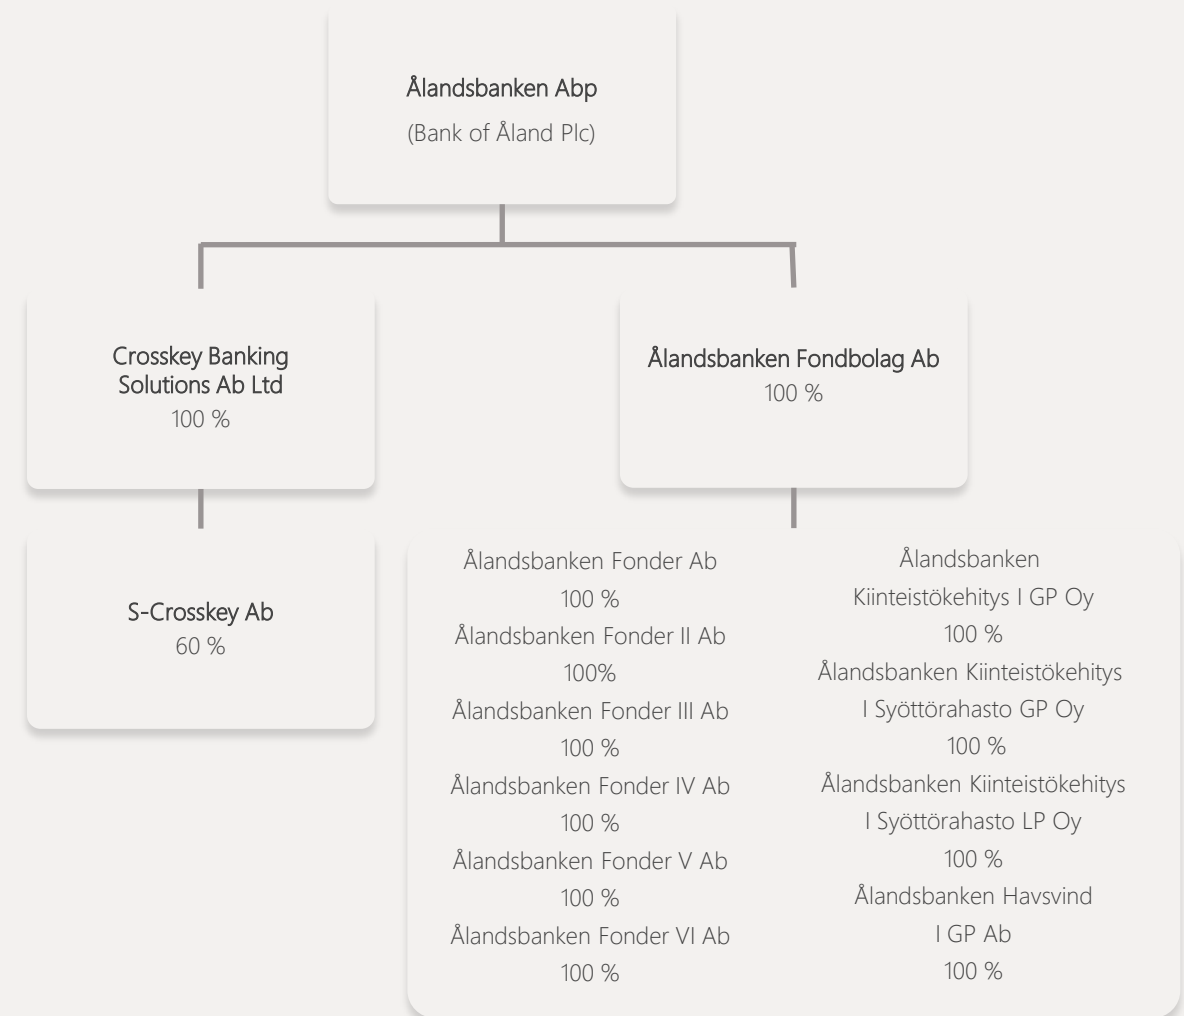 Ålandsbanken Abp
(Bank of Åland Plc)
Crosskey Banking
Solutions Ab Ltd
100 %
Ålandsbanken Fondbolag Ab
100 %
S-Crosskey Ab
60 %
Ålandsbanken Fonder Ab
100 %
Ålandsbanken Fonder II Ab
100%
Ålandsbanken Fonder III Ab
100 %
Ålandsbanken Fonder IV Ab
100 %
Ålandsbanken Fonder V Ab
100 %
Ålandsbanken Fonder VI Ab
100 %
Ålandsbanken
Kiinteistökehitys I GP Oy
100 %
Ålandsbanken Kiinteistökehitys
I Syöttörahasto GP Oy
100 %
Ålandsbanken Kiinteistökehitys
I Syöttörahasto LP Oy
100 %
Ålandsbanken Havsvind
I GP Ab
100 %